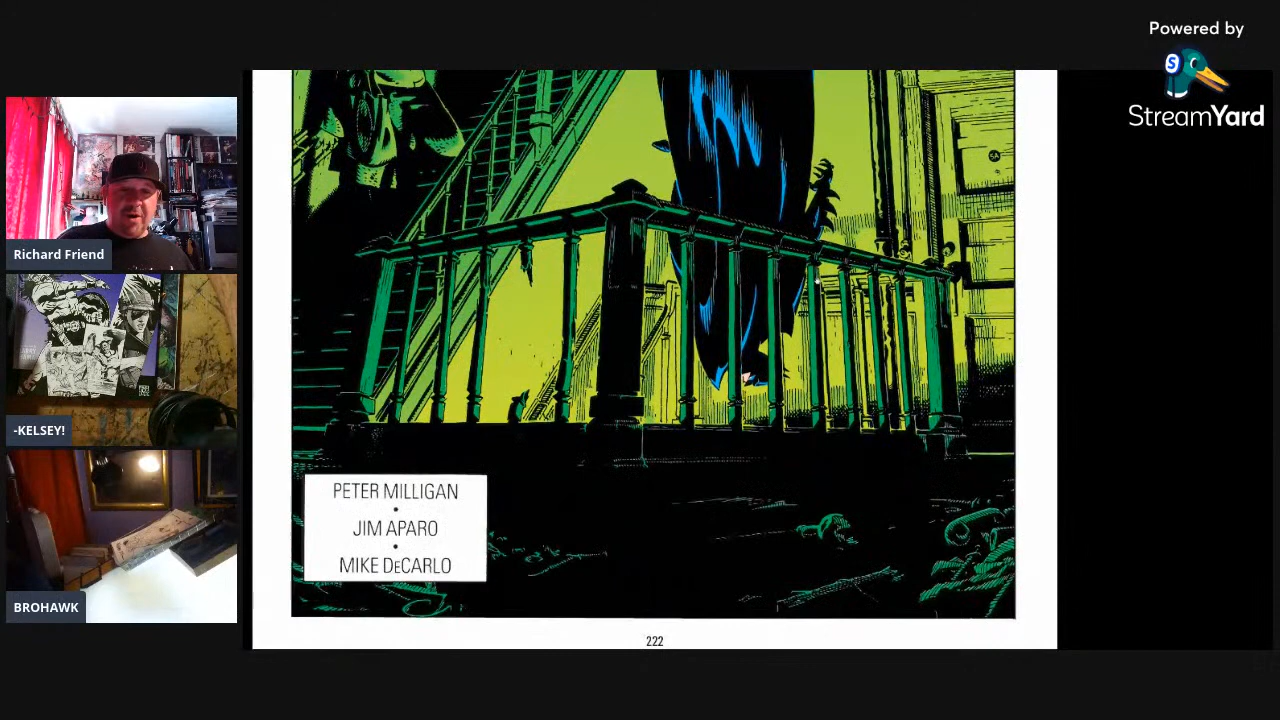 Powered by
StreamYard
Richard Friend
-KELSEY!
BROHAWK
PETER MILLIGAN
•
JIM APARO
•
MIKE DeCARLO
222